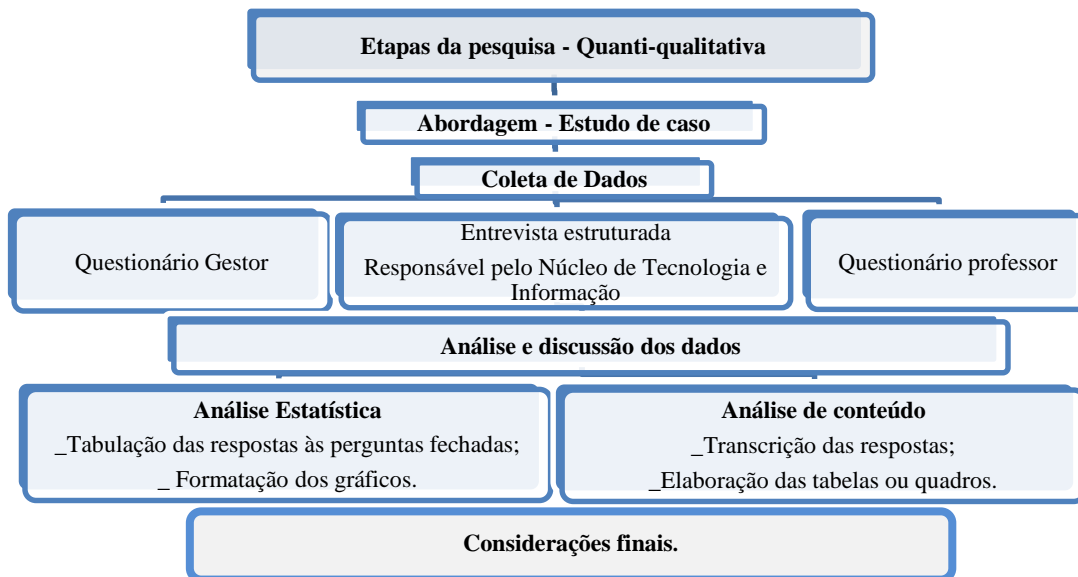 Etapas da pesquisa - Quanti-qualitativa
Abordagem - Estudo de caso
Coleta de Dados
Questionário Gestor
Entrevista estruturada
Responsável pelo Núcleo de Tecnologia e
Informação
Questionário professor
Análise e discussão dos dados
Análise Estatística
_Tabulação das respostas às perguntas fechadas;
_ Formatação dos gráficos.
Análise de conteúdo
_Transcrição das respostas;
_Elaboração das tabelas ou quadros.
Considerações finais.